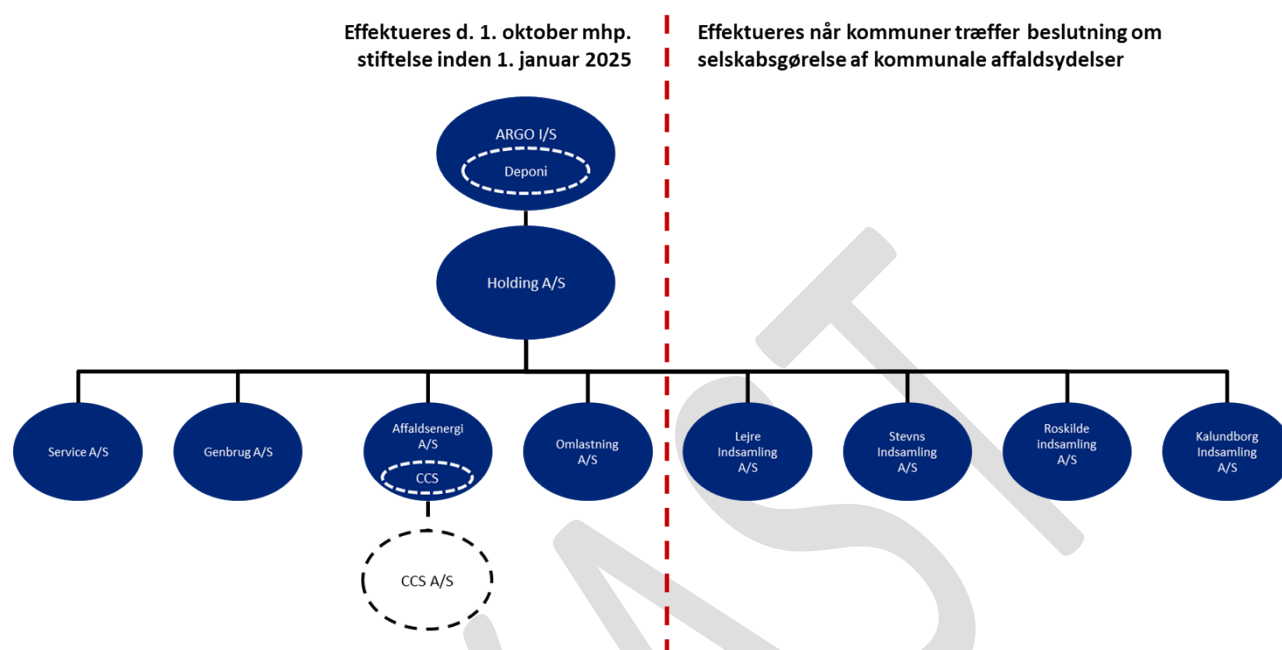 Effektueres d. 1. oktober mhp.
stiftelse inden 1. januar 2025
Effektueres når kommuner træffer beslutning om
selskabsgørelse af kommunale affaldsydelser
ARGO I/S
Deponi
Holding A/S
Service A/S
Genbrug A/S
Affaldsenergi
A/S
CCS
Omlastning
A/S
Lejre
Indsamling
A/S
Stevns
Indsamling
A/S
Roskilde
indsamling
A/S
Kalundborg
Indsamling
A/S
CCS A/S